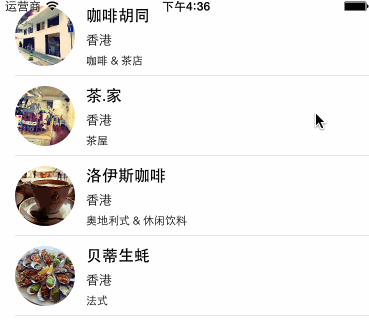 运营商 下午4:36
咖啡胡同
香港
咖啡 & 茶店
茶.家
香港
茶屋
洛伊斯咖啡
香港
奥地利式 & 休闲饮料
贝蒂生蚝
香港
法式